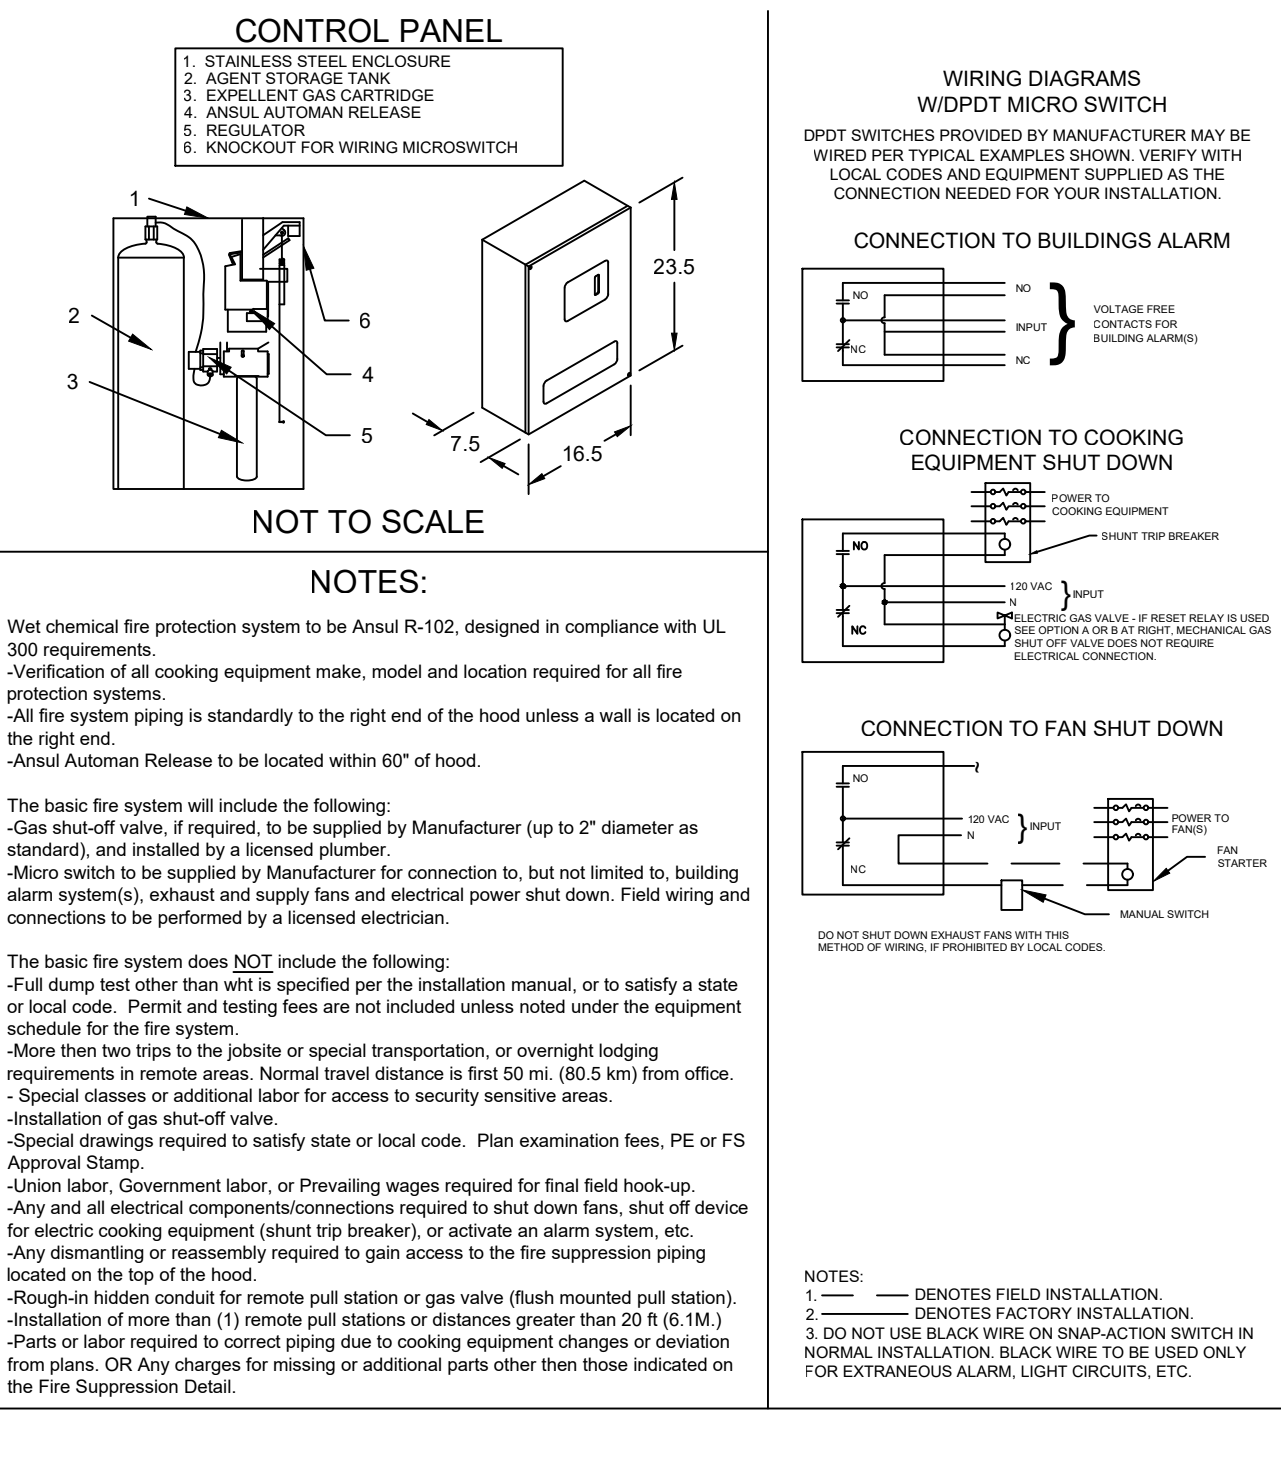 CONTROL PANEL
1. STAINLESS STEEL ENCLOSURE
2. AGENT STORAGE TANK
3. EXPELLENT GAS CARTRIDGE
4. ANSUL AUTOMAN RELEASE
5. REGULATOR
6. KNOCKOUT FOR WIRING MICROSWITCH
1
2
3
6
4
5
23.5
7.5
16.5
NOT TO SCALE
NOTES:
Wet chemical fire protection system to be Ansul R-102, designed in compliance with UL
300 requirements.
-Verification of all cooking equipment make, model and location required for all fire
protection systems.
-All fire system piping is standardly to the right end of the hood unless a wall is located on
the right end.
-Ansul Automan Release to be located within 60" of hood.
The basic fire system will include the following:
-Gas shut-off valve, if required, to be supplied by Manufacturer (up to 2" diameter as
standard), and installed by a licensed plumber.
-Micro switch to be supplied by Manufacturer for connection to, but not limited to, building
alarm system(s), exhaust and supply fans and electrical power shut down. Field wiring and
connections to be performed by a licensed electrician.
The basic fire system does NOT include the following:
-Full dump test other than wht is specified per the installation manual, or to satisfy a state
or local code. Permit and testing fees are not included unless noted under the equipment
schedule for the fire system.
-More then two trips to the jobsite or special transportation, or overnight lodging
requirements in remote areas. Normal travel distance is first 50 mi. (80.5 km) from office.
- Special classes or additional labor for access to security sensitive areas.
-Installation of gas shut-off valve.
-Special drawings required to satisfy state or local code. Plan examination fees, PE or FS
Approval Stamp.
-Union labor, Government labor, or Prevailing wages required for final field hook-up.
-Any and all electrical components/connections required to shut down fans, shut off device
for electric cooking equipment (shunt trip breaker), or activate an alarm system, etc.
-Any dismantling or reassembly required to gain access to the fire suppression piping
located on the top of the hood.
-Rough-in hidden conduit for remote pull station or gas valve (flush mounted pull station).
-Installation of more than (1) remote pull stations or distances greater than 20 ft (6.1M.)
-Parts or labor required to correct piping due to cooking equipment changes or deviation
from plans. OR Any charges for missing or additional parts other then those indicated on
the Fire Suppression Detail.
WIRING DIAGRAMS
W/DPDT MICRO SWITCH
DPDT SWITCHES PROVIDED BY MANUFACTURER MAY BE
WIRED PER TYPICAL EXAMPLES SHOWN. VERIFY WITH
LOCAL CODES AND EQUIPMENT SUPPLIED AS THE
CONNECTION NEEDED FOR YOUR INSTALLATION.
CONNECTION TO BUILDINGS ALARM
NO
NC
NO
INPUT
NC
VOLTAGE FREE
CONTACTS FOR
BUILDING ALARM(S)
CONNECTION TO COOKING
EQUIPMENT SHUT DOWN
POWER TO
COOKING EQUIPMENT
SHUNT TRIP BREAKER
NO
NC
120 VAC
N
INPUT
ELECTRIC GAS VALVE - IF RESET RELAY IS USED
SEE OPTION A OR B AT RIGHT, MECHANICAL GAS
SHUT OFF VALVE DOES NOT REQUIRE
ELECTRICAL CONNECTION.
CONNECTION TO FAN SHUT DOWN
NO
NC
120 VAC
N
INPUT
POWER TO
FAN(S)
FAN
STARTER
MANUAL SWITCH
DO NOT SHUT DOWN EXHAUST FANS WITH THIS
METHOD OF WIRING, IF PROHIBITED BY LOCAL CODES.
NOTES:
1. DENOTES FIELD INSTALLATION.
2. DENOTES FACTORY INSTALLATION.
3. DO NOT USE BLACK WIRE ON SNAP-ACTION SWITCH IN
NORMAL INSTALLATION. BLACK WIRE TO BE USED ONLY
FOR EXTRANEOUS ALARM, LIGHT CIRCUITS, ETC.